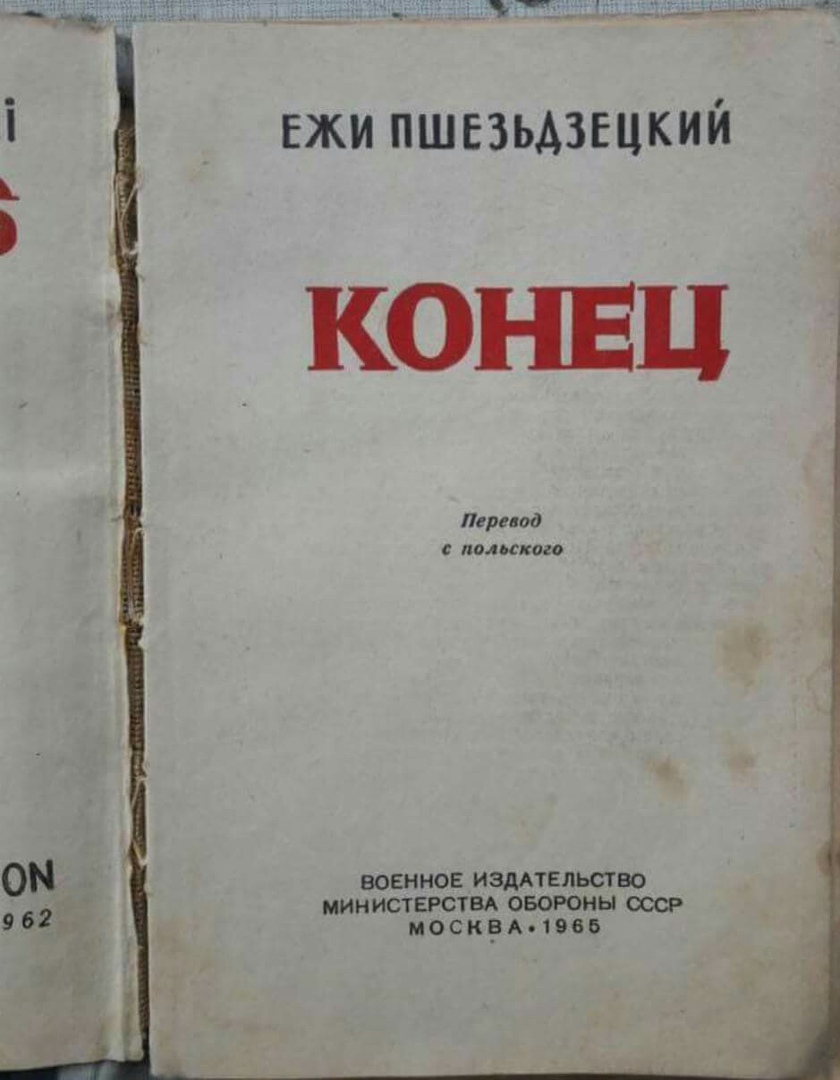 i
ON
962
ЕЖИ ПШЕЗЬДЗЕЦКИЙ
КОНЕЦ
Перевод
с польского
ВОЕННОЕ ИЗДАТЕЛЬСТВО
МИНИСТЕРСТВА ОБОРОНЫ СССР
МОСКВА • 1965